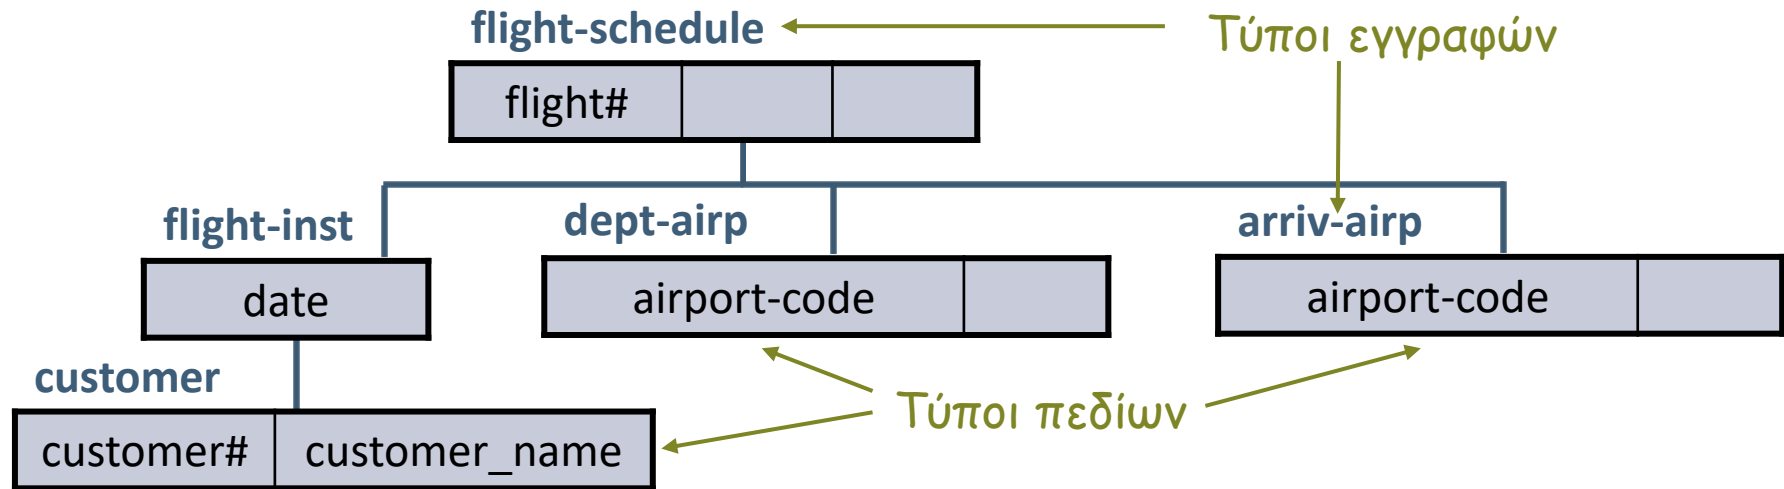 flight-schedule
Τύποι εγγραφών
flight#
flight-inst
dept-airp
arriv-airp
date
airport-code
airport-code
customer
Τύποι πεδίων
customer#
customer_name